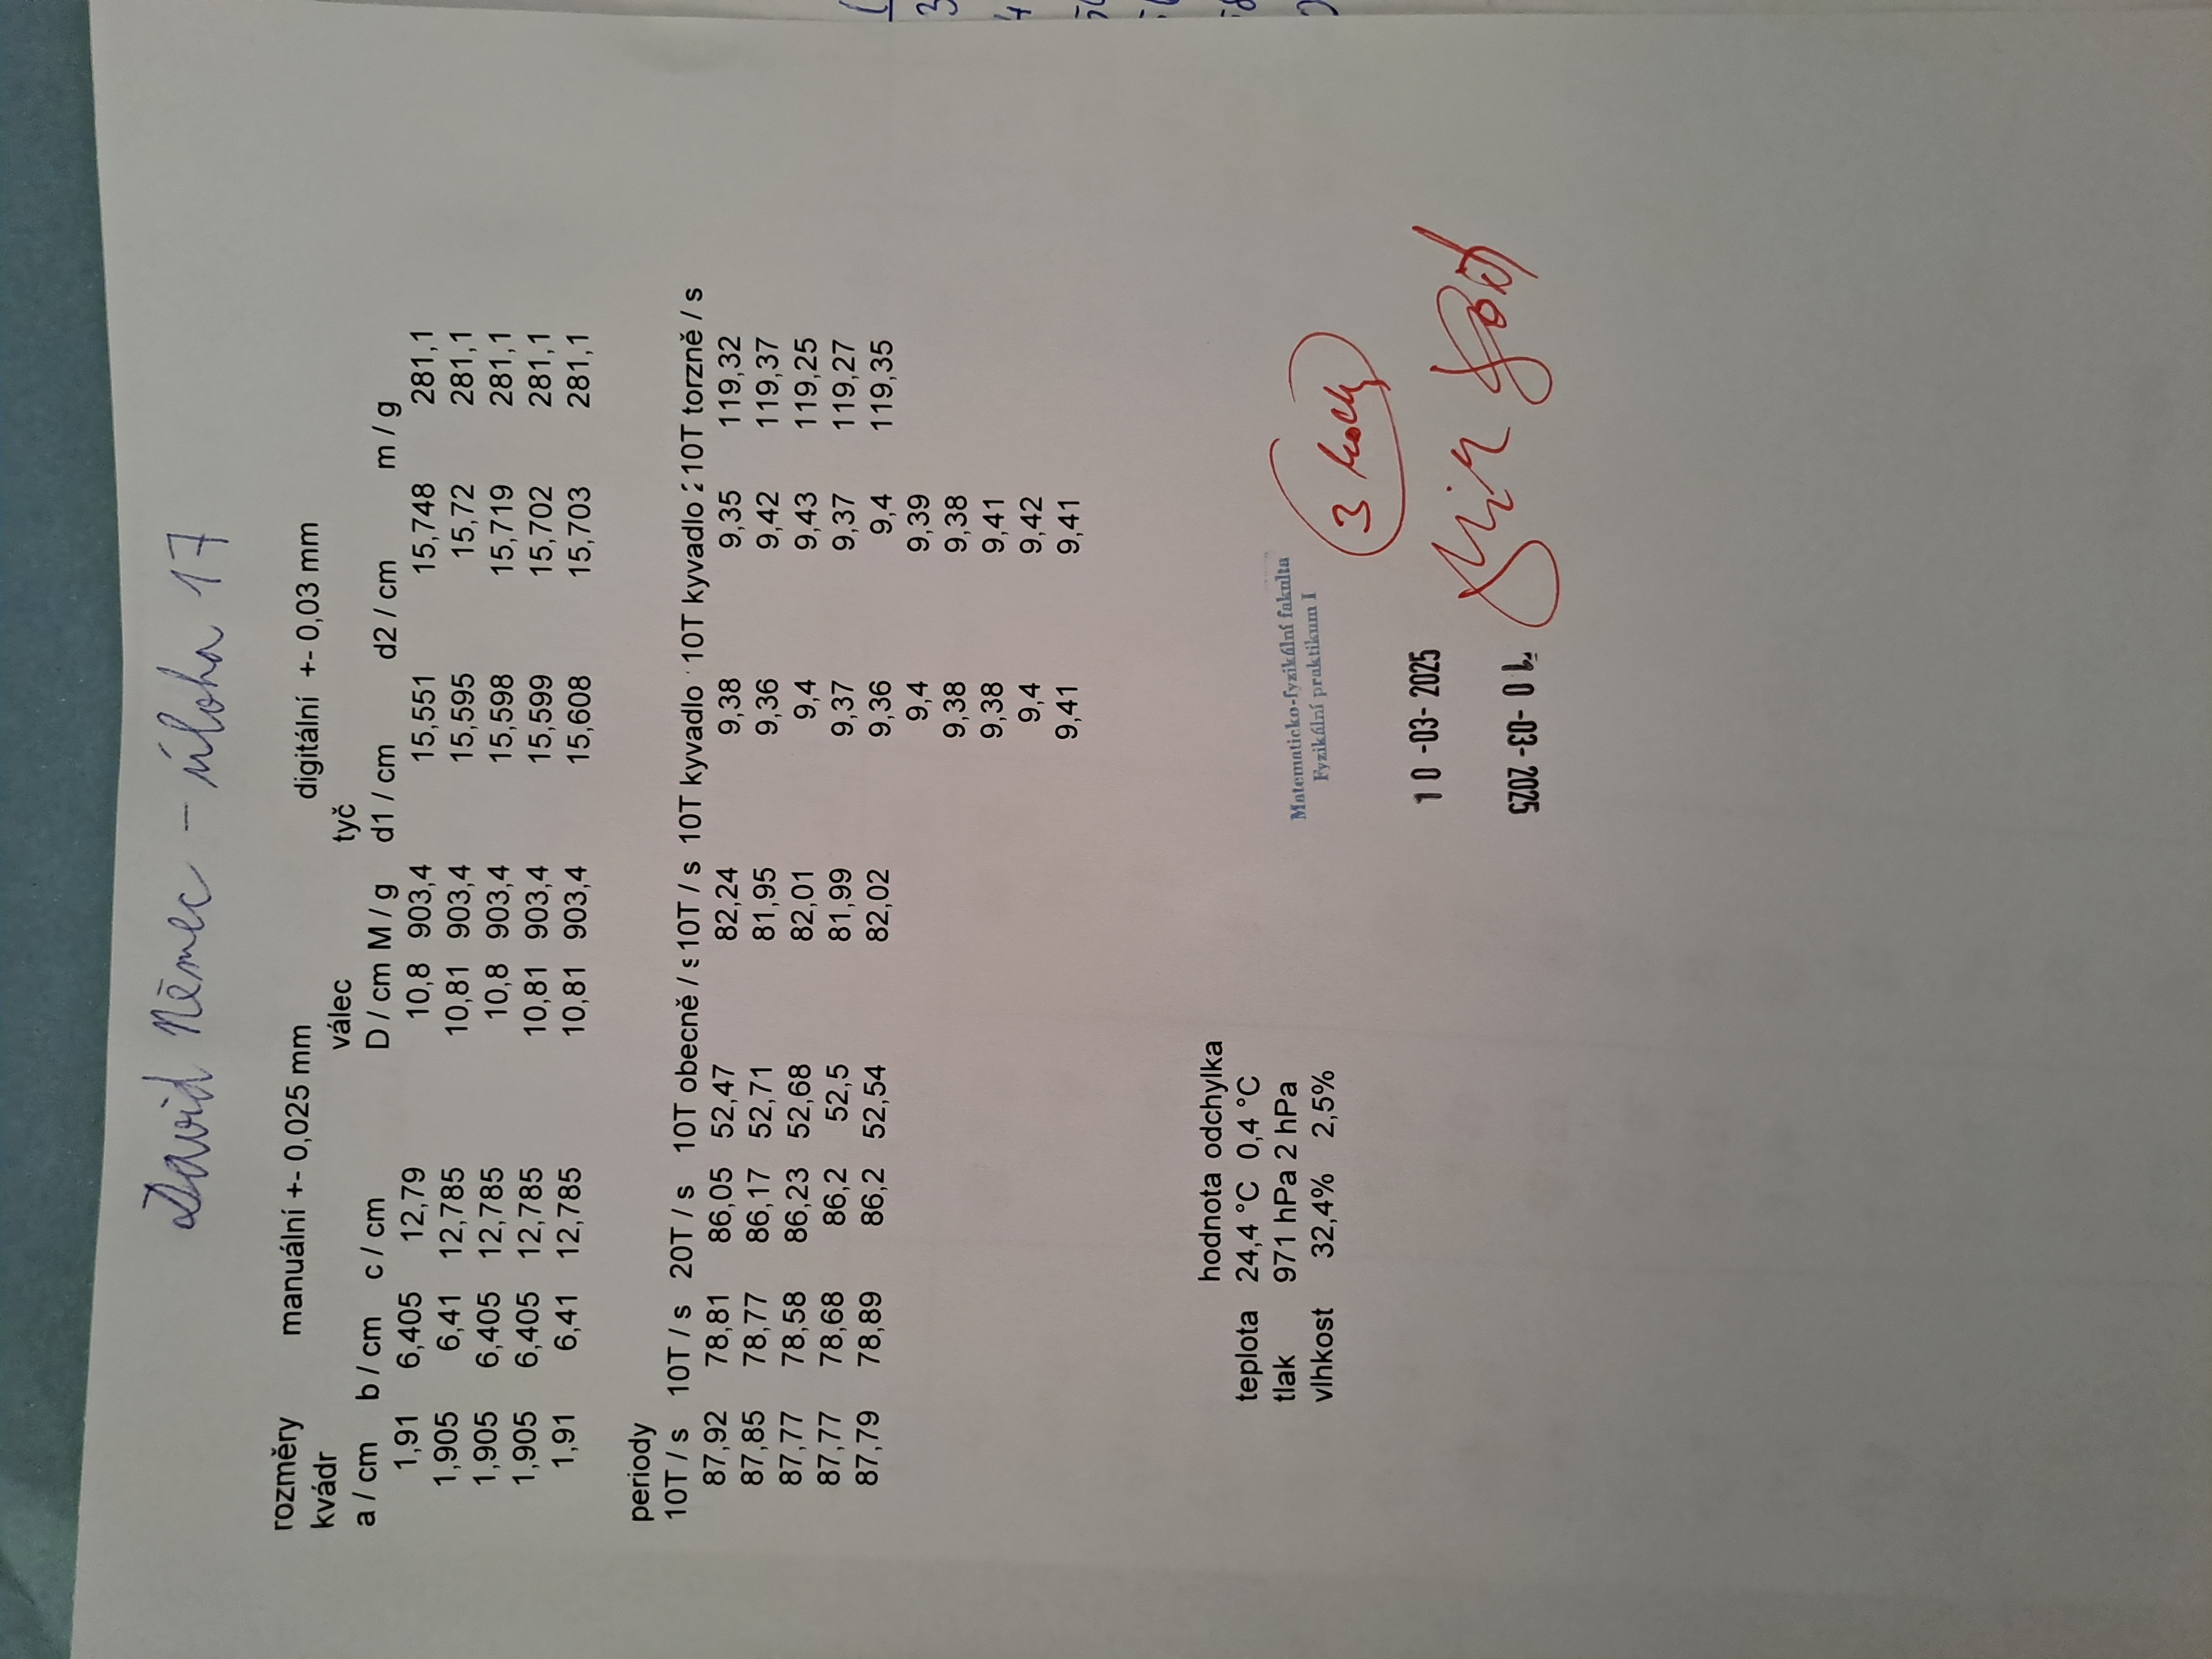 David Němec – úloha 17
rozměry manuální +- 0,025 mm digitální +- 0,03 mm
kvádr válec tyč
a / cm b / cm c / cm D / cm M / g d1 / cm d2 / cm m / g
1,91 6,405 12,79 10,8 903,4 15,551 15,748 281,1
1,905 6,41 12,785 10,81 903,4 15,595 15,72 281,1
1,905 6,405 12,785 10,8 903,4 15,598 15,719 281,1
1,905 6,405 12,785 10,81 903,4 15,599 15,702 281,1
1,91 6,41 12,785 10,81 903,4 15,608 15,703 281,1
periody
10T / s 10T / s 20T / s 10T obecně / s 10T / s 10T kyvadlo 10T kyvadlo 2 10T torzně / s
87,92 78,81 86,05 52,47 82,24 9,38 9,35 119,32
87,85 78,77 86,17 52,71 81,95 9,36 9,42 119,37
87,77 78,58 86,23 52,68 82,01 9,4 9,43 119,25
87,77 78,68 86,2 52,5 81,99 9,37 9,37 119,27
87,79 78,89 86,2 52,54 82,02 9,36 9,4 119,35
9,4 9,39
9,38 9,38
9,38 9,41
9,4 9,42
9,41 9,41
hodnota odchylka
teplota 24,4 °C 0,4 °C
tlak 971 hPa 2 hPa
vlhkost 32,4% 2,5%
Matematicko-fyzikální fakulta
Fyzikální praktikum I
3 body
10 -03- 2025
10 -03- 2025